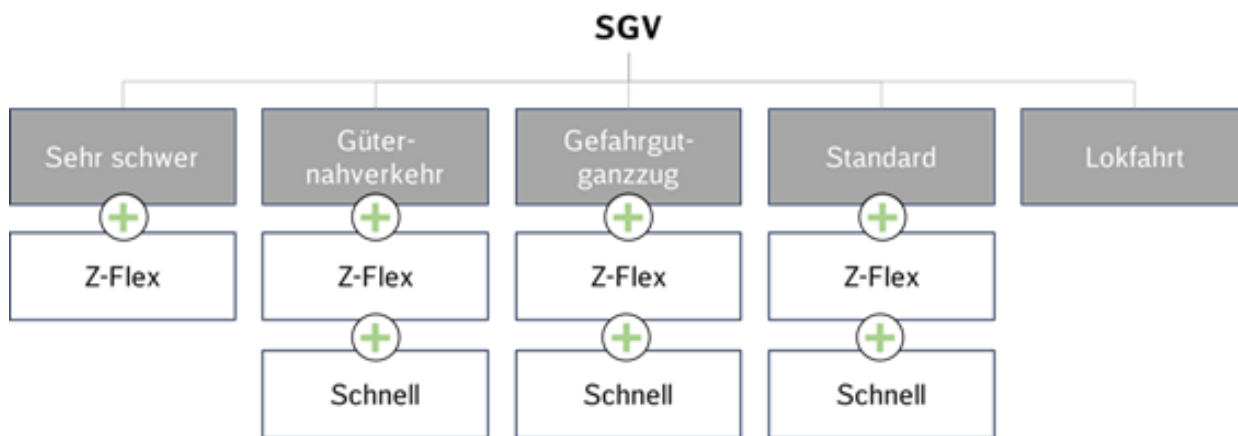 SGV
Sehr schwer
Güter-
nahverkehr
Gefahrgut-
ganzzug
Standard
Lokfahrt
Z-Flex
Z-Flex
Z-Flex
Z-Flex
Schnell
Schnell
Schnell